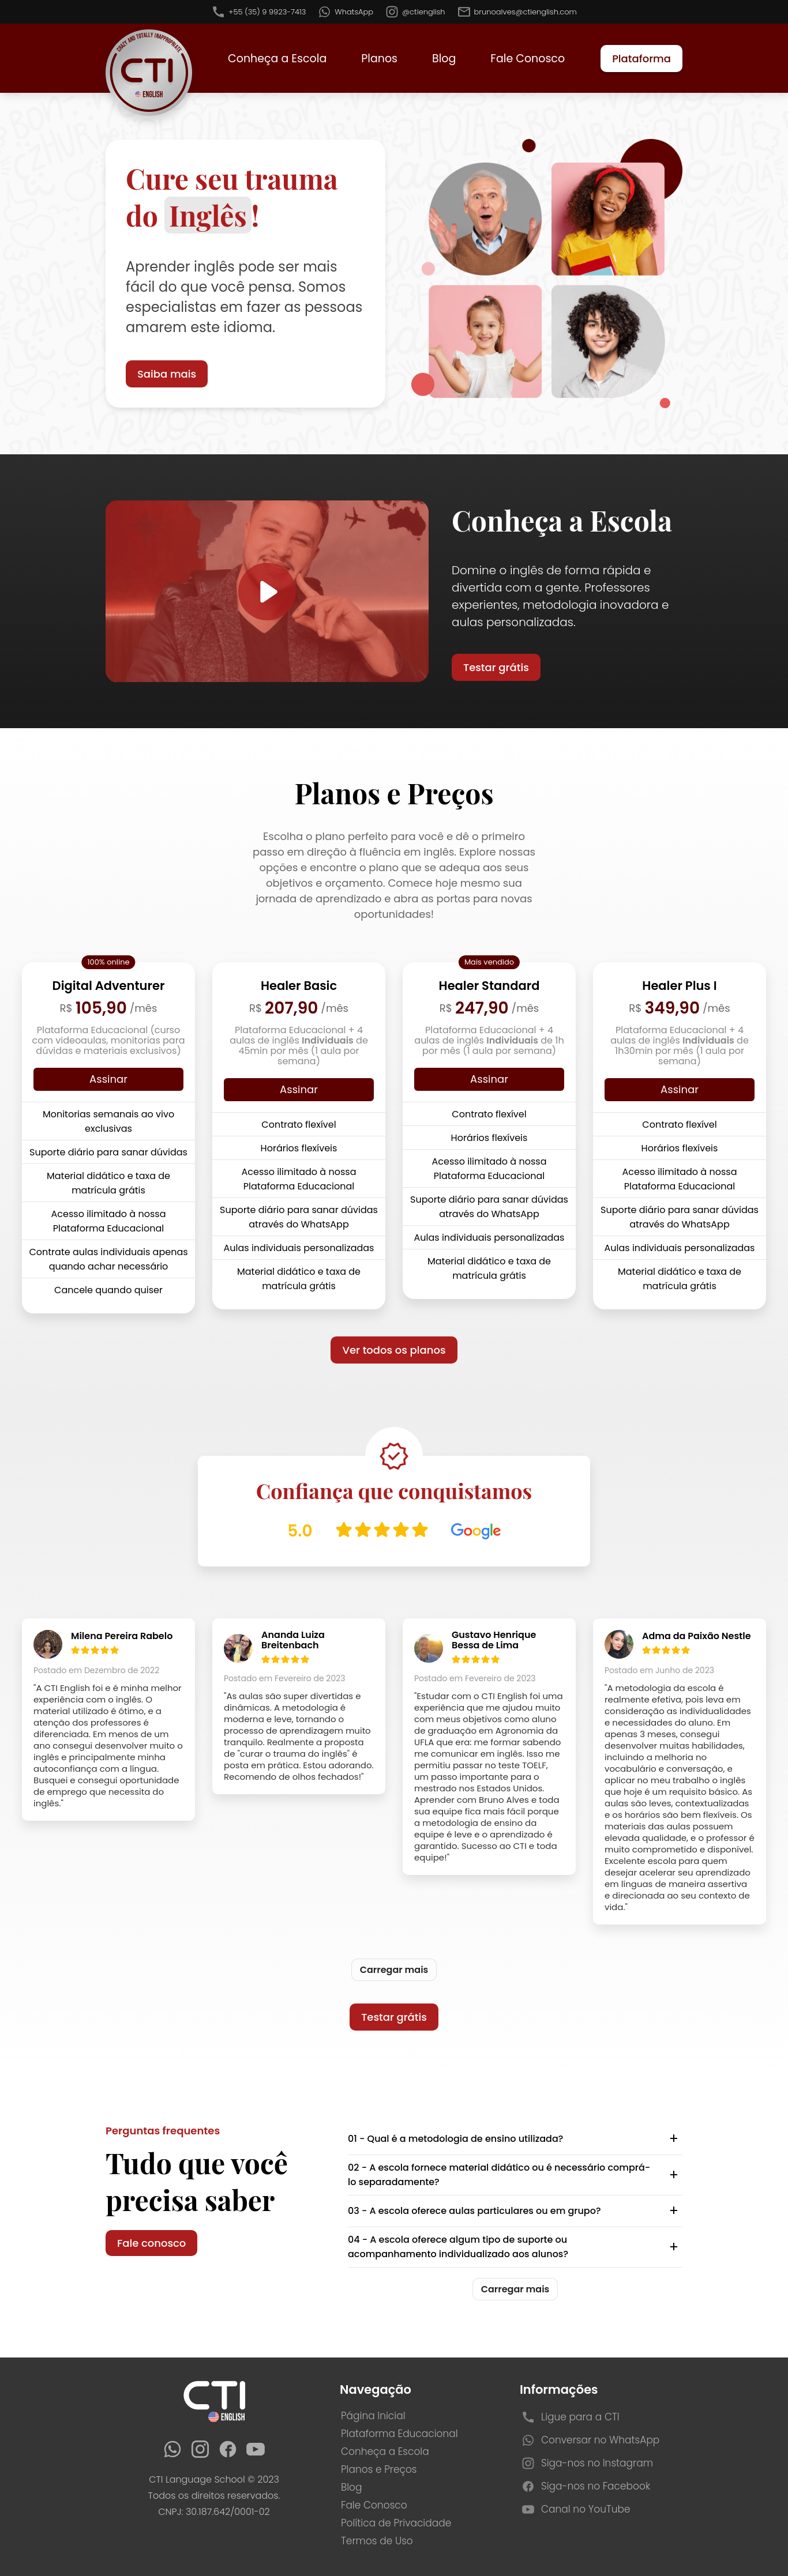 +55 (35) 9 9923-7413 WhatsApp @ctienglish brunoalves@ctienglish.com
CRAZY AND TOTALLY INAPPROPRIATE
CTI
ENGLISH
Conheça a Escola Planos Blog Fale Conosco Plataforma
Cure seu trauma
do Inglês!
Aprender inglês pode ser mais
fácil do que você pensa. Somos
especialistas em fazer as pessoas
amarem este idioma.
Saiba mais
Conheça a Escola
Domine o inglês de forma rápida e
divertida com a gente. Professores
experientes, metodologia inovadora e
aulas personalizadas.
Testar grátis
Planos e Preços
Escolha o plano perfeito para você e dê o primeiro
passo em direção à fluência em inglês. Explore nossas
opções e encontre o plano que se adequa aos seus
objetivos e orçamento. Comece hoje mesmo sua
jornada de aprendizado e abra as portas para novas
oportunidades!
100% online
Digital Adventurer
R$ 105,90 /mês
Plataforma Educacional (curso
com videoaulas, monitorias para
dúvidas e materiais exclusivos)
Assinar
Monitorias semanais ao vivo
exclusivas
Suporte diário para sanar dúvidas
Material didático e taxa de
matrícula grátis
Acesso ilimitado à nossa
Plataforma Educacional
Contrate aulas individuais apenas
quando achar necessário
Cancele quando quiser
Healer Basic
R$ 207,90 /mês
Plataforma Educacional + 4
aulas de inglês Individuais de
45min por mês (1 aula por
semana)
Assinar
Contrato flexível
Horários flexíveis
Acesso ilimitado à nossa
Plataforma Educacional
Suporte diário para sanar dúvidas
através do WhatsApp
Aulas individuais personalizadas
Material didático e taxa de
matrícula grátis
Mais vendido
Healer Standard
R$ 247,90 /mês
Plataforma Educacional + 4
aulas de inglês Individuais de 1h
por mês (1 aula por semana)
Assinar
Contrato flexível
Horários flexíveis
Acesso ilimitado à nossa
Plataforma Educacional
Suporte diário para sanar dúvidas
através do WhatsApp
Aulas individuais personalizadas
Material didático e taxa de
matrícula grátis
Healer Plus I
R$ 349,90 /mês
Plataforma Educacional + 4
aulas de inglês Individuais de
1h30min por mês (1 aula por
semana)
Assinar
Contrato flexível
Horários flexíveis
Acesso ilimitado à nossa
Plataforma Educacional
Suporte diário para sanar dúvidas
através do WhatsApp
Aulas individuais personalizadas
Material didático e taxa de
matrícula grátis
Ver todos os planos
Confiança que conquistamos
5.0 Google
Milena Pereira Rabelo
Postado em Dezembro de 2022
"A CTI English foi e é minha melhor
experiência com o inglês. O
material utilizado é ótimo, e a
atenção dos professores é
diferenciada. Em menos de um
ano consegui desenvolver muito o
inglês e principalmente minha
autoconfiança com a lingua.
Busquei e consegui oportunidade
de emprego que necessita do
inglês."
Ananda Luiza
Breitenbach
Postado em Fevereiro de 2023
"As aulas são super divertidas e
dinâmicas. A metodologia é
moderna e leve, tornando o
processo de aprendizagem muito
tranquilo. Realmente a proposta
de "curar o trauma do inglês" é
posta em prática. Estou adorando.
Recomendo de olhos fechados!"
Gustavo Henrique
Bessa de Lima
Postado em Fevereiro de 2023
"Estudar com o CTI English foi uma
experiência que me ajudou muito
com meus objetivos como aluno
de graduação em Agronomia da
UFLA que era: me formar sabendo
me comunicar em inglês. Isso me
permitiu passar no teste TOELF,
um passo importante para o
mestrado nos Estados Unidos.
Aprender com Bruno Alves e toda
sua equipe fica mais fácil porque
a metodologia de ensino da
equipe é leve e o aprendizado é
garantido. Sucesso ao CTI e toda
equipe!"
Adma da Paixão Nestle
Postado em Junho de 2023
"A metodologia da escola é
realmente efetiva, pois leva em
consideração as individualidades
e necessidades do aluno. Em
apenas 3 meses, consegui
desenvolver muitas habilidades,
incluindo a melhoria no
vocabulário e conversação, e
aplicar no meu trabalho o inglês
que hoje é um requisito básico. As
aulas são leves, contextualizadas
e os horários são bem flexíveis. Os
materiais das aulas possuem
elevada qualidade, e o professor é
muito comprometido e disponível.
Excelente escola para quem
desejar acelerar seu aprendizado
em línguas de maneira assertiva
e direcionada ao seu contexto de
vida."
Carregar mais
Testar grátis
Perguntas frequentes
Tudo que você
precisa saber
Fale conosco
01 - Qual é a metodologia de ensino utilizada? +
02 - A escola fornece material didático ou é necessário comprá-
lo separadamente? +
03 - A escola oferece aulas particulares ou em grupo? +
04 - A escola oferece algum tipo de suporte ou
acompanhamento individualizado aos alunos? +
Carregar mais
CTI
ENGLISH
CTI Language School © 2023
Todos os direitos reservados.
CNPJ: 30.187.642/0001-02
Navegação
Página Inicial
Plataforma Educacional
Conheça a Escola
Planos e Preços
Blog
Fale Conosco
Política de Privacidade
Termos de Uso
Informações
Ligue para a CTI
Conversar no WhatsApp
Siga-nos no Instagram
Siga-nos no Facebook
Canal no YouTube